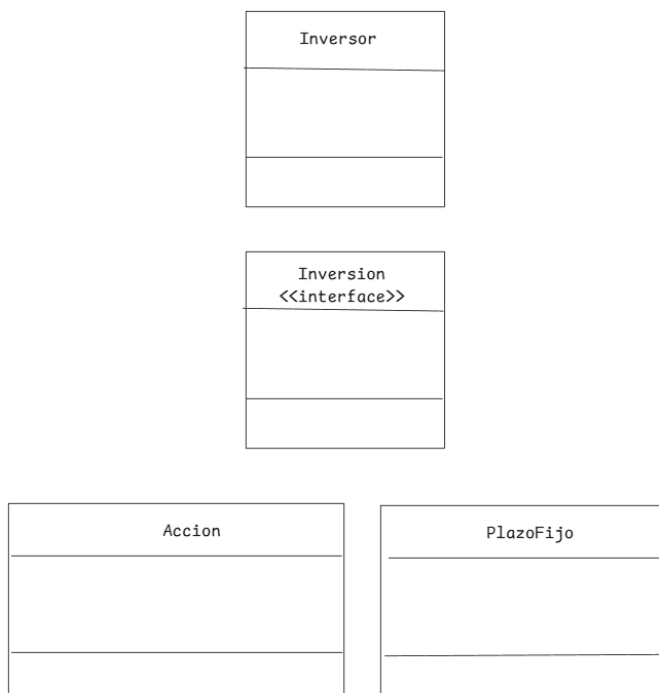 Inversor
Inversion
<<interface>>
Accion
PlazoFijo